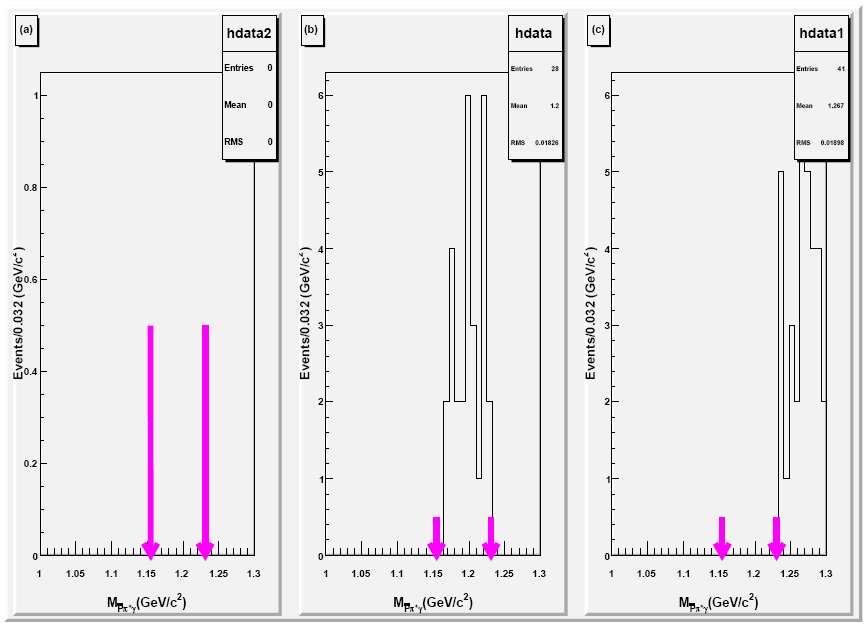 (a)
hdata2
Entries 0
Mean 0
RMS 0
Events/0.032 (GeV/c²)
1
0.8
0.6
0.4
0.2
0
1 1.05 1.1 1.15 1.2 1.25 1.3
M_p̅π⁺γ(GeV/c²)
(b)
hdata
Entries 28
Mean 1.2
RMS 0.01826
Events/0.032 (GeV/c²)
6
5
4
3
2
1
0
1 1.05 1.1 1.15 1.2 1.25 1.3
M_p̅π⁺γ(GeV/c²)
(c)
hdata1
Entries 41
Mean 1.267
RMS 0.01898
Events/0.032 (GeV/c²)
6
5
4
3
2
1
0
1 1.05 1.1 1.15 1.2 1.25 1.3
M_p̅π⁺γ(GeV/c²)